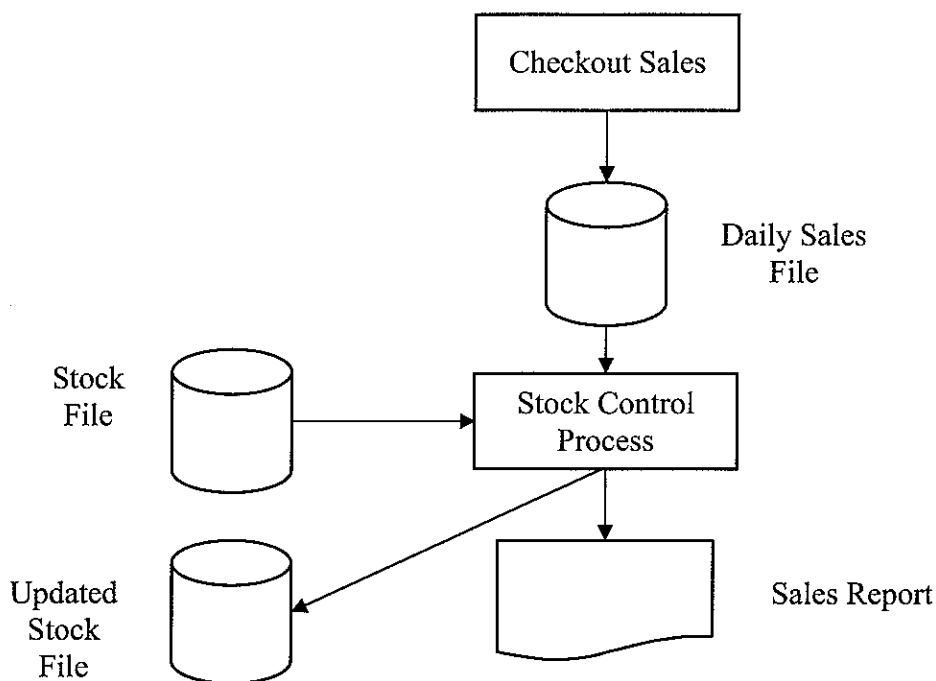 Checkout Sales
Daily Sales
File
Stock
File
Stock Control
Process
Updated
Stock
File
Sales Report